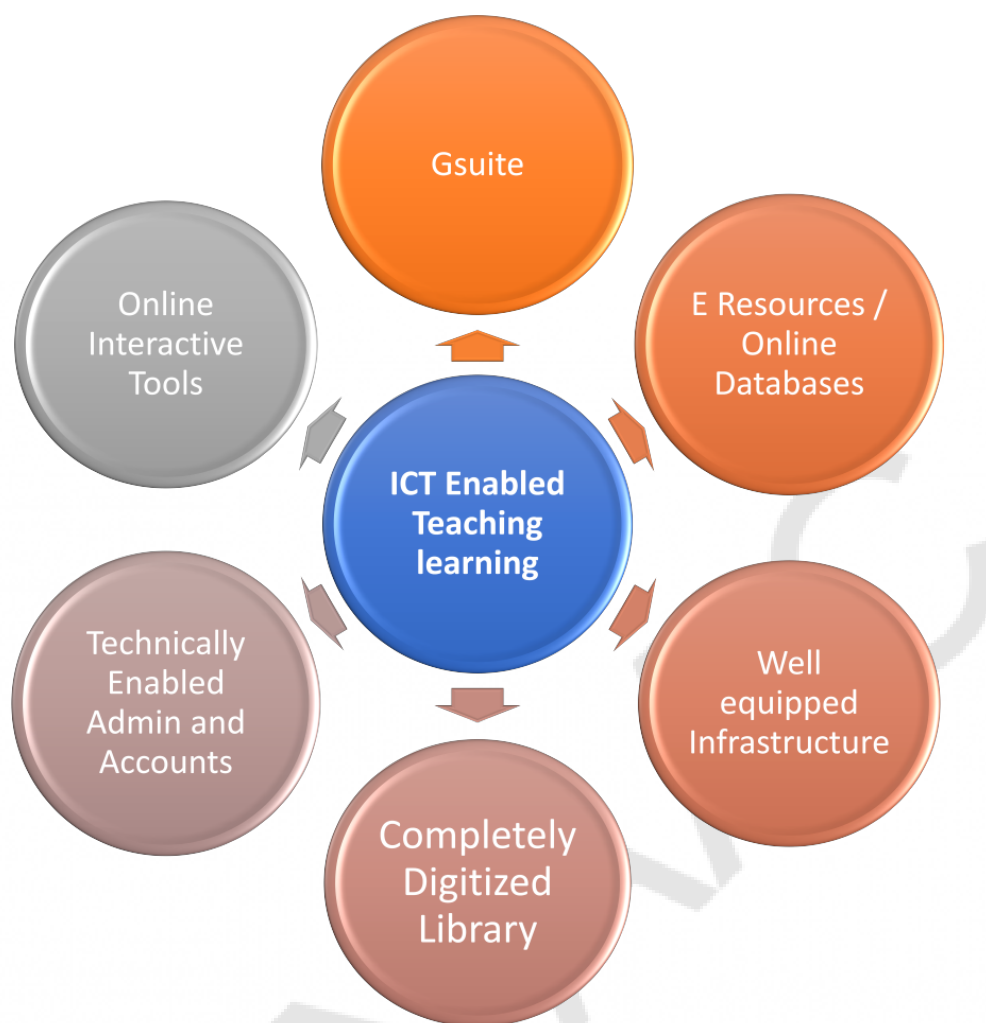 Gsuite
E Resources /
Online
Databases
Well
equipped
Infrastructure
Completely
Digitized
Library
Technically
Enabled
Admin and
Accounts
Online
Interactive
Tools
ICT Enabled
Teaching
learning